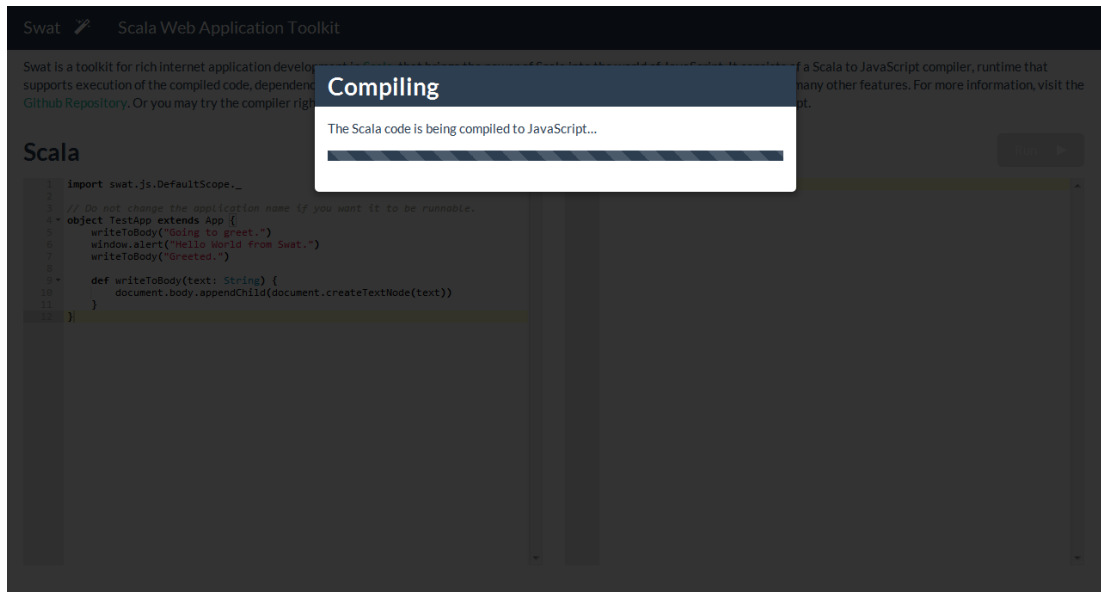 Swat Scala Web Application Toolkit
Swat is a toolkit for rich internet application develop
supports execution of the compiled code, dependenc many other features. For more information, visit the
Github Repository. Or you may try the compiler righ pt.
f a Scala to JavaScript compiler, runtime that
Compiling
The Scala code is being compiled to JavaScript...
Scala
1 import swat.js.DefaultScope._
2
3 // Do not change the application name if you want it to be runnable.
4 object TestApp extends App {
5 writeToBody("Going to greet.")
6 window.alert("Hello World from Swat.")
7 writeToBody("Greeted.")
8
9 def writeToBody(text: String) {
10 document.body.appendChild(document.createTextNode(text))
11 }
12 }